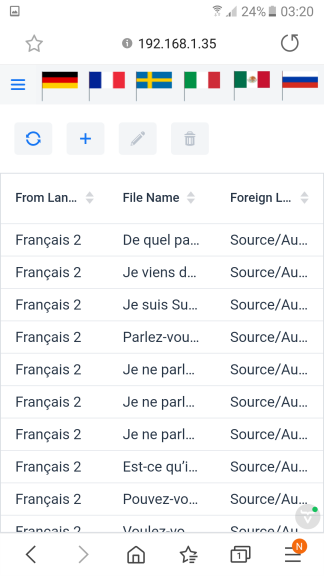 24% 03:20
192.168.1.35
From Lan... File Name Foreign L...
Français 2 De quel pa... Source/Au...
Français 2 Je viens d... Source/Au...
Français 2 Je suis Su... Source/Au...
Français 2 Parlez-vou... Source/Au...
Français 2 Je ne parl... Source/Au...
Français 2 Je ne parl... Source/Au...
Français 2 Je ne parl... Source/Au...
Français 2 Est-ce qu'i... Source/Au...
Français 2 Pouvez-vo... Source/Au...
Français 2 Voulez-vo... Source/Au...
1 N